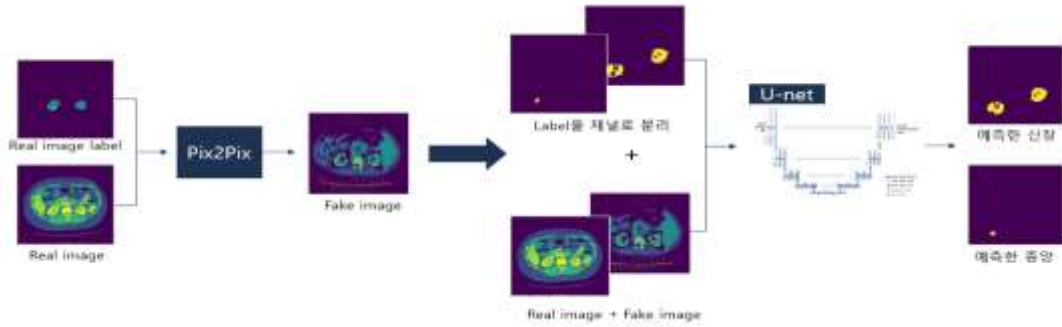 Real image label
Real image
Pix2Pix
Fake image
Label을 채널로 분리
+
Real image + Fake image
U-net
예측한 신장
예측한 종양